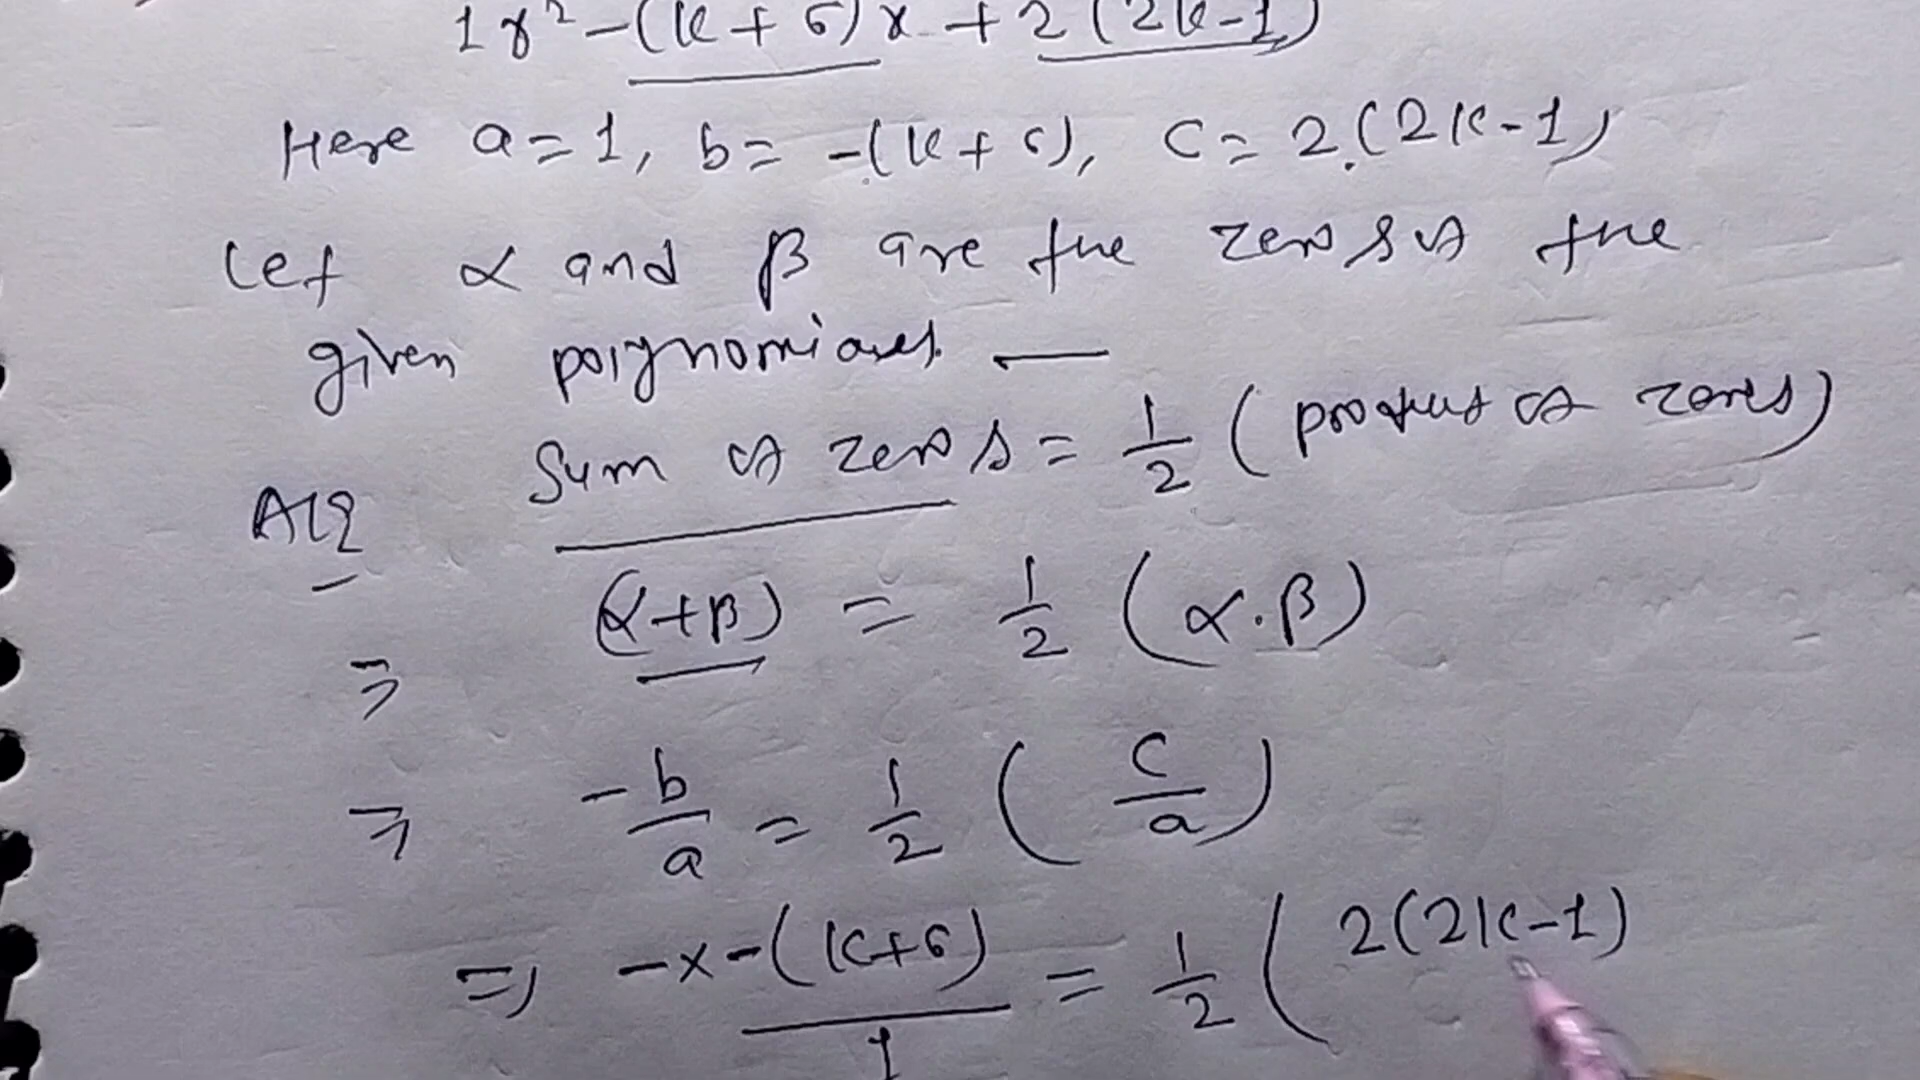 1x² - (k + 6)x + 2(2k-1)
Here a = 1, b = -(k + 6), c = 2.(2k-1)
Let α and β are the zeros of the
given polynomials. —
Sum of zeros = 1/2 (product of zeros)
A/Q
⇒ (α+β) = 1/2 (α.β)
⇒ -b/a = 1/2 (c/a)
⇒ -x-(k+6)/1 = 1/2 (2(2k-1)